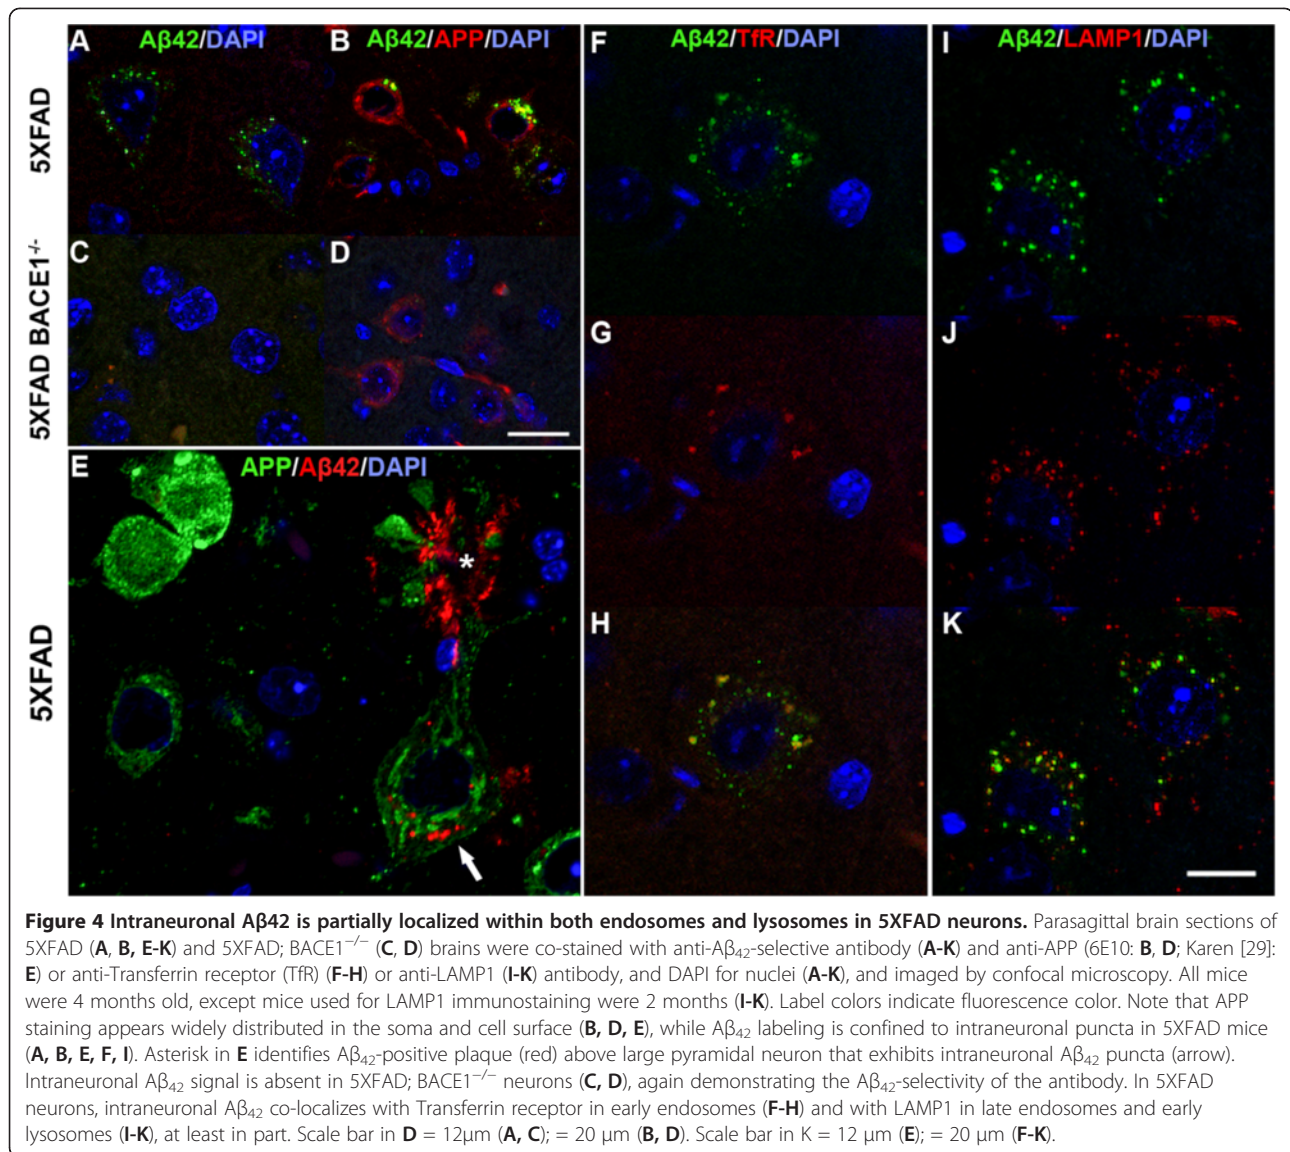 A Aβ42/DAPI
B Aβ42/APP/DAPI
5XFAD
C
D
5XFAD BACE1-/-
E APP/Aβ42/DAPI
*
5XFAD
F Aβ42/TfR/DAPI
G
H
I Aβ42/LAMP1/DAPI
J
K
Figure 4 Intraneuronal Aβ42 is partially localized within both endosomes and lysosomes in 5XFAD neurons. Parasagittal brain sections of
5XFAD (A, B, E-K) and 5XFAD; BACE1−/− (C, D) brains were co-stained with anti-Aβ42-selective antibody (A-K) and anti-APP (6E10: B, D; Karen [29]:
E) or anti-Transferrin receptor (TfR) (F-H) or anti-LAMP1 (I-K) antibody, and DAPI for nuclei (A-K), and imaged by confocal microscopy. All mice
were 4 months old, except mice used for LAMP1 immunostaining were 2 months (I-K). Label colors indicate fluorescence color. Note that APP
staining appears widely distributed in the soma and cell surface (B, D, E), while Aβ42 labeling is confined to intraneuronal puncta in 5XFAD mice
(A, B, E, F, I). Asterisk in E identifies Aβ42-positive plaque (red) above large pyramidal neuron that exhibits intraneuronal Aβ42 puncta (arrow).
Intraneuronal Aβ42 signal is absent in 5XFAD; BACE1−/− neurons (C, D), again demonstrating the Aβ42-selectivity of the antibody. In 5XFAD
neurons, intraneuronal Aβ42 co-localizes with Transferrin receptor in early endosomes (F-H) and with LAMP1 in late endosomes and early
lysosomes (I-K), at least in part. Scale bar in D = 12μm (A, C); = 20 μm (B, D). Scale bar in K = 12 μm (E); = 20 μm (F-K).